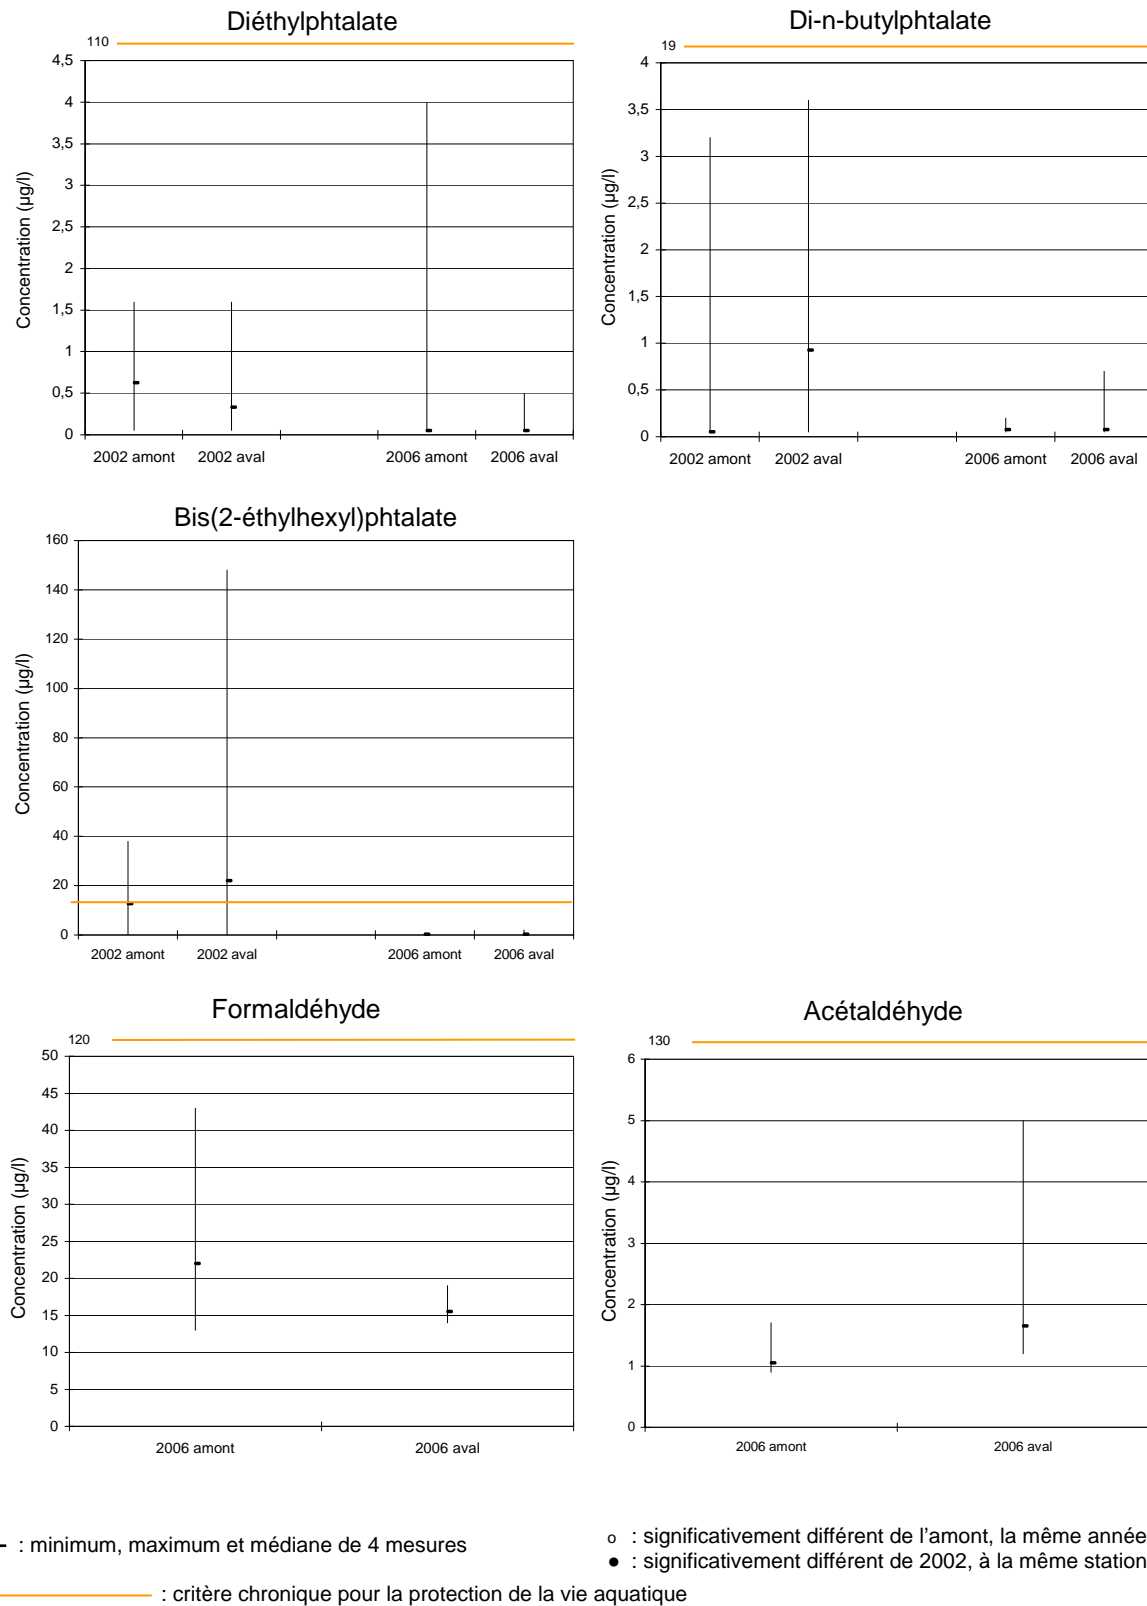 Diéthylphtalate
110
4,5
4
3,5
3
2,5
2
1,5
1
0,5
0
Concentration (µg/l)
2002 amont 2002 aval 2006 amont 2006 aval
Di-n-butylphtalate
19
4
3,5
3
2,5
2
1,5
1
0,5
0
Concentration (µg/l)
2002 amont 2002 aval 2006 amont 2006 aval
Bis(2-éthylhexyl)phtalate
160
140
120
100
80
60
40
20
0
Concentration (µg/l)
2002 amont 2002 aval 2006 amont 2006 aval
Formaldéhyde
120
50
45
40
35
30
25
20
15
10
5
0
Concentration (µg/l)
2006 amont 2006 aval
Acétaldéhyde
130
6
5
4
3
2
1
0
Concentration (µg/l)
2006 amont 2006 aval
- : minimum, maximum et médiane de 4 mesures
o : significativement différent de l'amont, la même année
● : significativement différent de 2002, à la même station
: critère chronique pour la protection de la vie aquatique